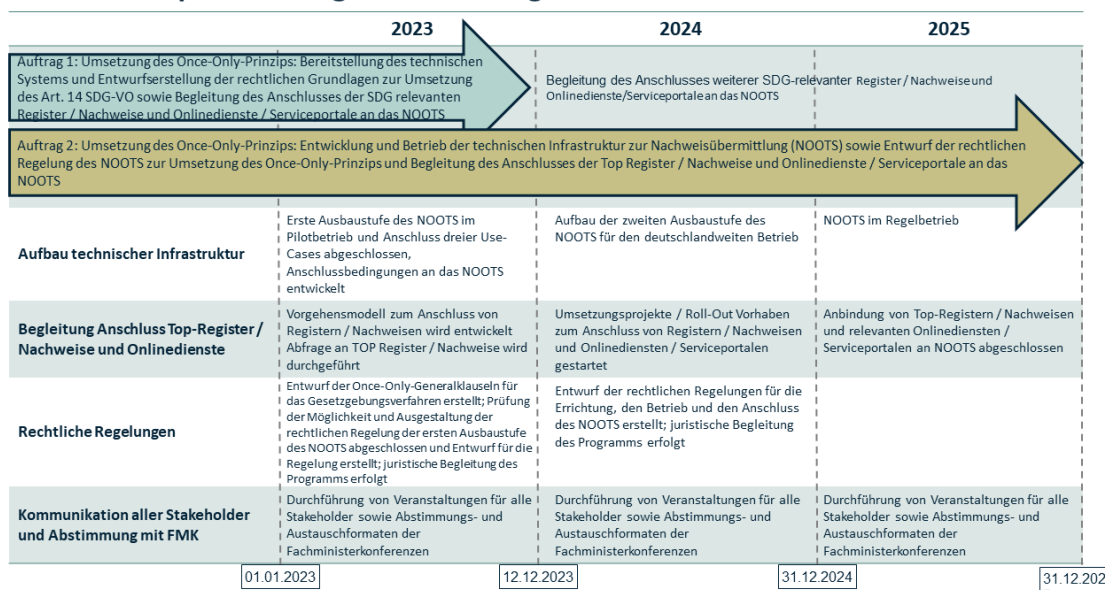 2023
2024
2025
Auftrag 1: Umsetzung des Once-Only-Prinzips: Bereitstellung des technischen
Systems und Entwurfserstellung der rechtlichen Grundlagen zur Umsetzung
des Art. 14 SDG-VO sowie Begleitung des Anschlusses der SDG relevanten
Register / Nachweise und Onlinedienste / Serviceportale an das NOOTS
Begleitung des Anschlusses weiterer SDG-relevanter Register / Nachweise und
Onlinedienste/Serviceportale an das NOOTS
Auftrag 2: Umsetzung des Once-Only-Prinzips: Entwicklung und Betrieb der technischen Infrastruktur zur Nachweisübermittlung (NOOTS) sowie Entwurf der rechtlichen
Regelung des NOOTS zur Umsetzung des Once-Only-Prinzips und Begleitung des Anschlusses der Top Register / Nachweise und Onlinedienste / Serviceportale an das
NOOTS
Aufbau technischer Infrastruktur
Erste Ausbaustufe des NOOTS im
Pilotbetrieb und Anschluss dreier Use-
Cases abgeschlossen,
Anschlussbedingungen an das NOOTS
entwickelt
Aufbau der zweiten Ausbaustufe des
NOOTS für den deutschlandweiten Betrieb
NOOTS im Regelbetrieb
Begleitung Anschluss Top-Register /
Nachweise und Onlinedienste
Vorgehensmodell zum Anschluss von
Registern / Nachweisen wird entwickelt
Abfrage an TOP Register / Nachweise wird
durchgeführt
Umsetzungsprojekte / Roll-Out Vorhaben
zum Anschluss von Registern / Nachweisen
und Onlinediensten / Serviceportalen
gestartet
Anbindung von Top-Registern / Nachweisen
und relevanten Onlinediensten /
Serviceportalen an NOOTS abgeschlossen
Rechtliche Regelungen
Entwurf der Once-Only-Generalklauseln für
das Gesetzgebungsverfahren erstellt; Prüfung
der Möglichkeit und Ausgestaltung der
rechtlichen Regelung der ersten Ausbaustufe
des NOOTS abgeschlossen und Entwurf für die
Regelung erstellt; juristische Begleitung des
Programms erfolgt
Entwurf der rechtlichen Regelungen für die
Errichtung, den Betrieb und den Anschluss
des NOOTS erstellt; juristische Begleitung
des Programms erfolgt
Kommunikation aller Stakeholder
und Abstimmung mit FMK
Durchführung von Veranstaltungen für alle
Stakeholder sowie Abstimmungs- und
Austauschformaten der
Fachministerkonferenzen
Durchführung von Veranstaltungen für alle
Stakeholder sowie Abstimmungs- und
Austauschformaten der
Fachministerkonferenzen
Durchführung von Veranstaltungen für alle
Stakeholder sowie Abstimmungs- und
Austauschformaten der
Fachministerkonferenzen
01.01.2023
12.12.2023
31.12.2024
31.12.202